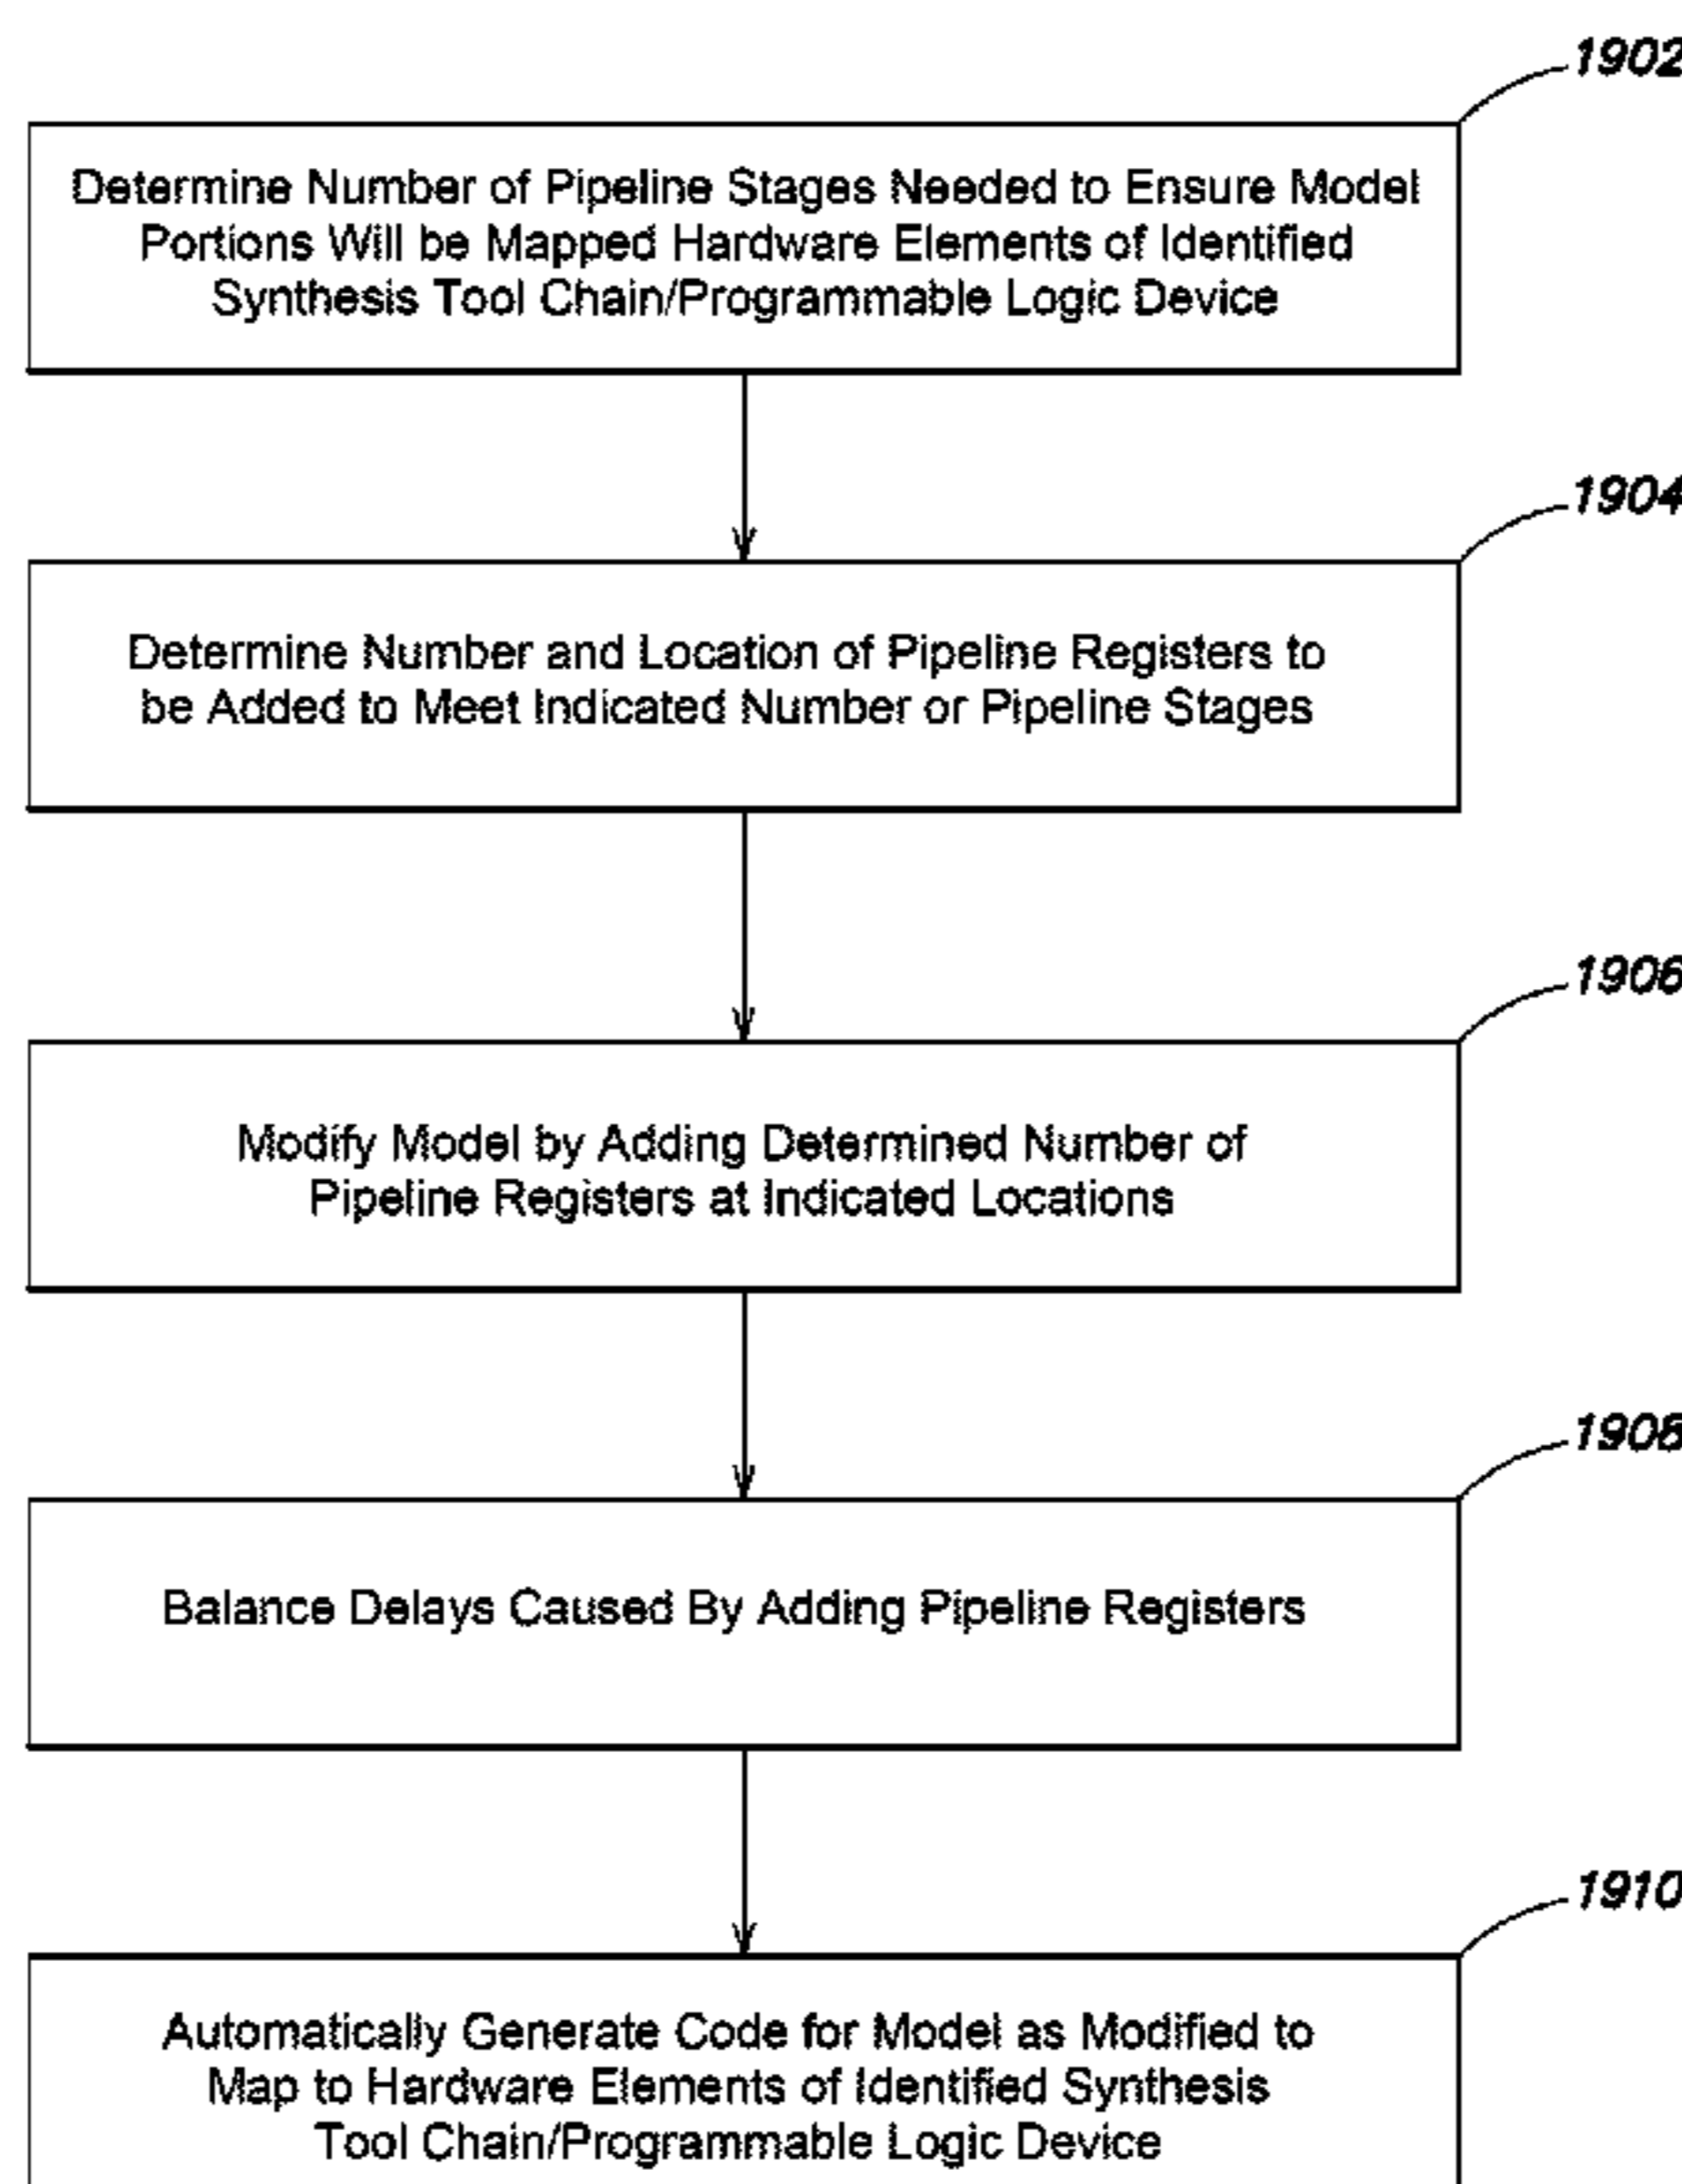 1902
Determine Number of Pipeline Stages Needed to Ensure Model
Portions Will be Mapped Hardware Elements of Identified
Synthesis Tool Chain/Programmable Logic Device
1904
Determine Number and Location of Pipeline Registers to
be Added to Meet Indicated Number or Pipeline Stages
1906
Modify Model by Adding Determined Number of
Pipeline Registers at Indicated Locations
1908
Balance Delays Caused By Adding Pipeline Registers
1910
Automatically Generate Code for Model as Modified to
Map to Hardware Elements of Identified Synthesis
Tool Chain/Programmable Logic Device